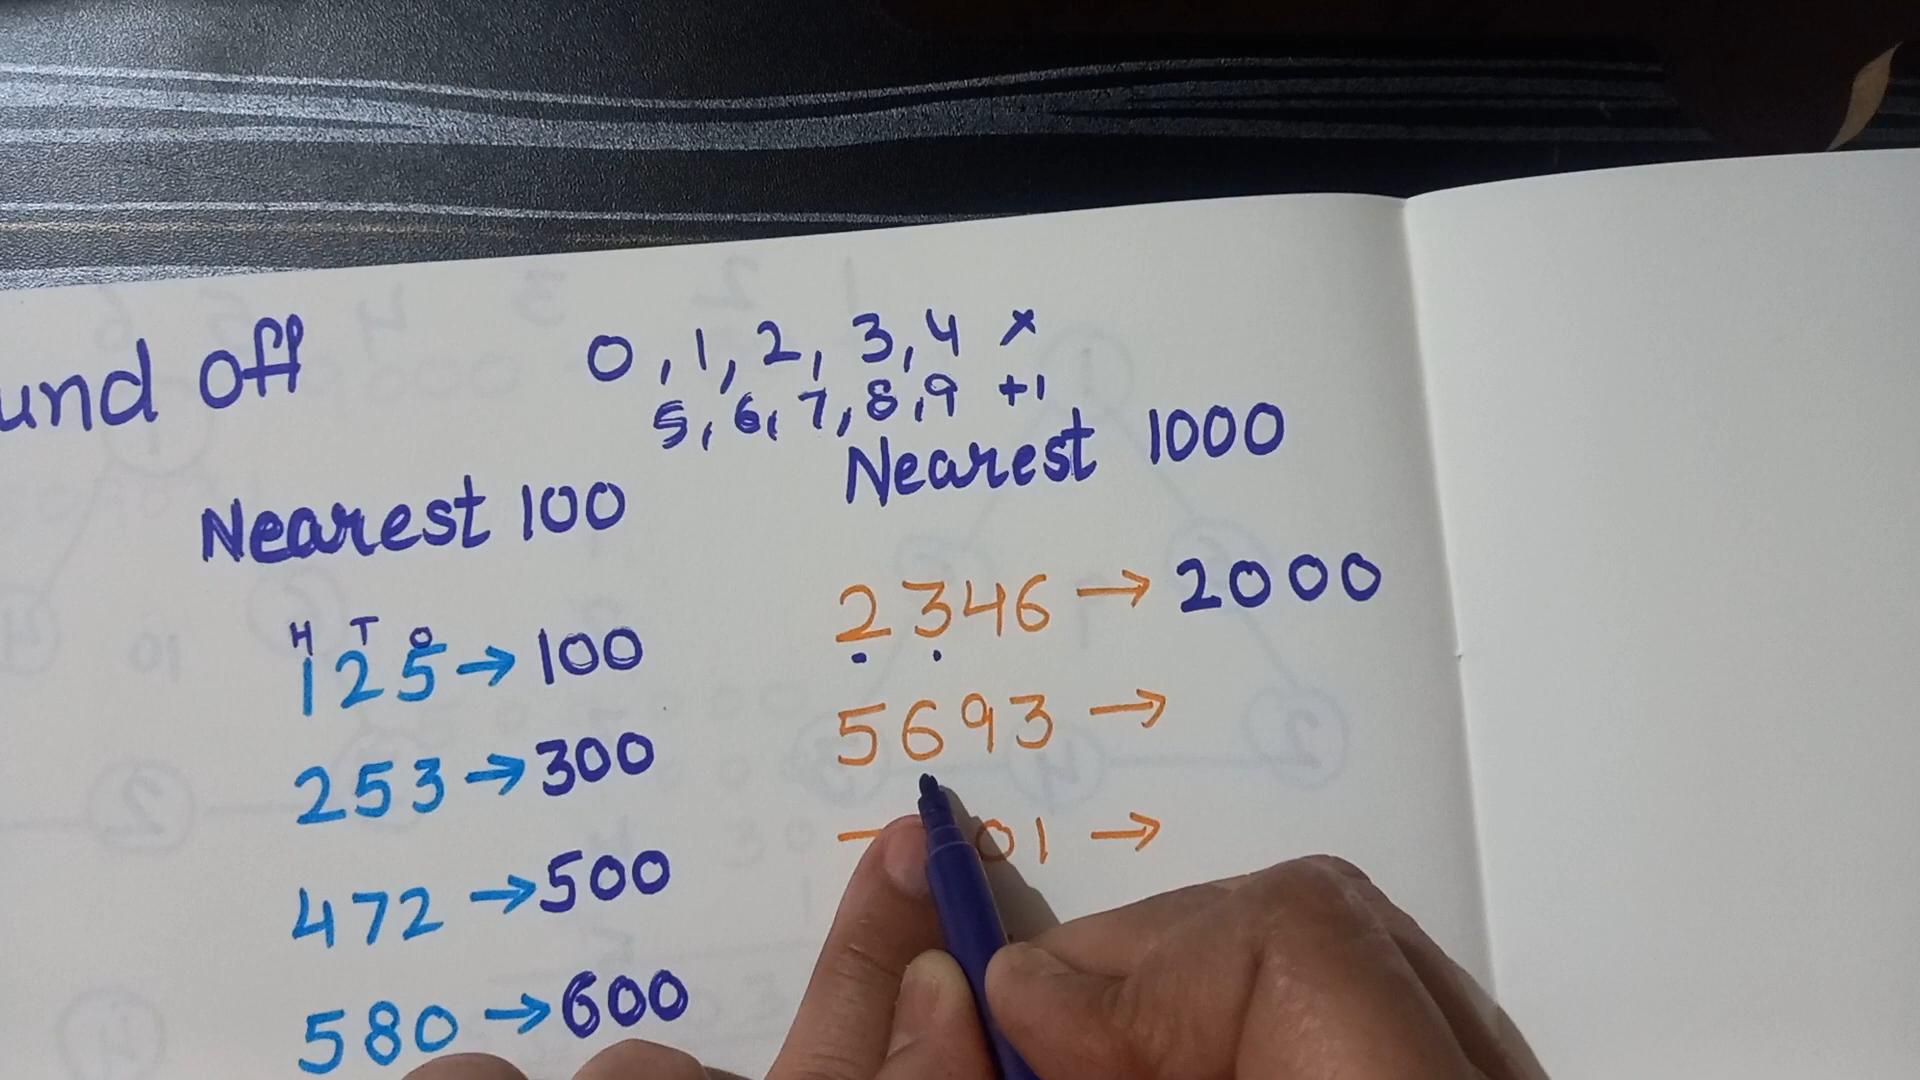 und off
0, 1, 2, 3, 4 ×
5, 6, 7, 8, 9 +1
Nearest 100
H T O
125 → 100
253 → 300
472 → 500
580 → 600
Nearest 1000
2346 → 2000
5693 →
01 →